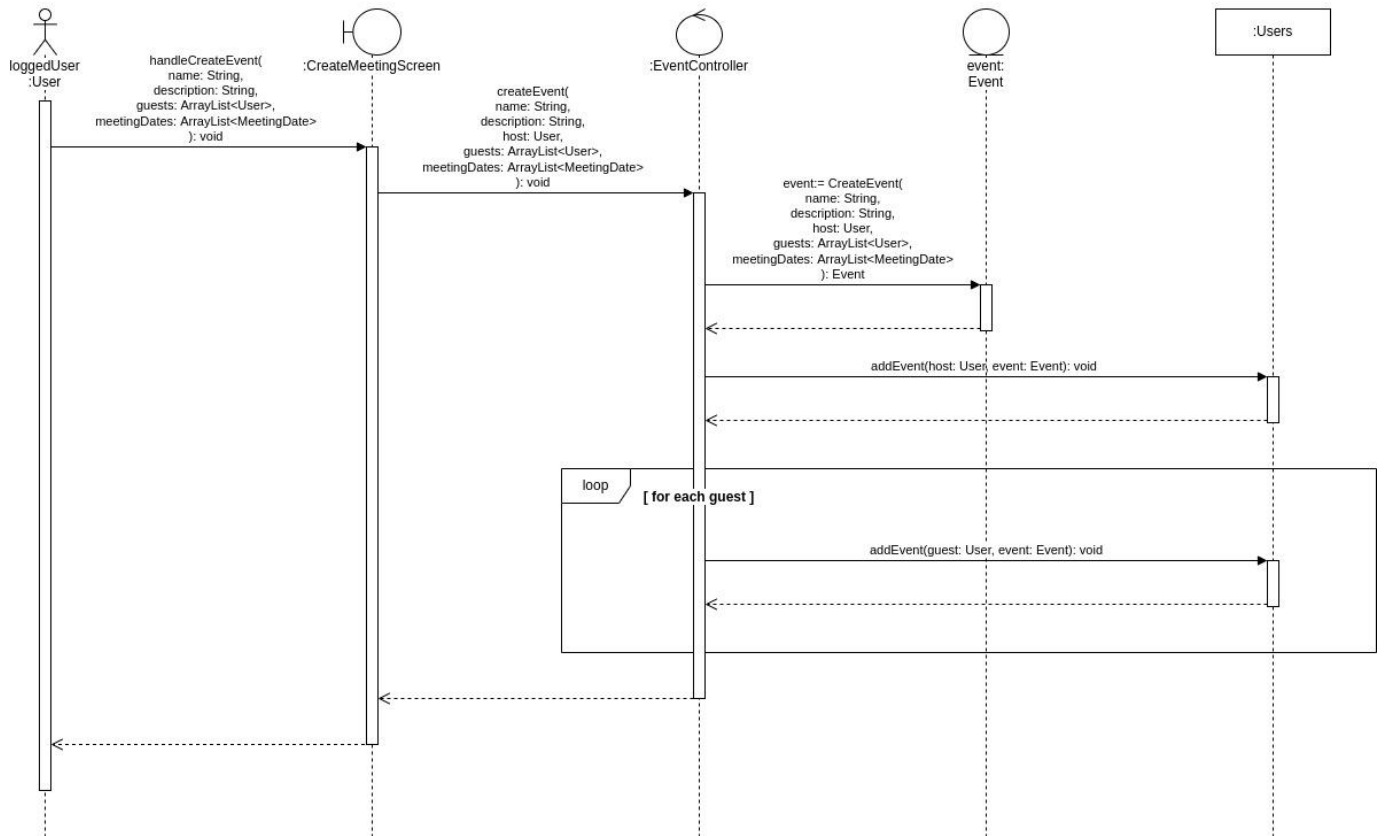 loggedUser
:User
:CreateMeetingScreen
:EventController
event:
Event
:Users
handleCreateEvent(
name: String,
description: String,
guests: ArrayList<User>,
meetingDates: ArrayList<MeetingDate>
): void
createEvent(
name: String,
description: String,
host: User,
guests: ArrayList<User>,
meetingDates: ArrayList<MeetingDate>
): void
event:= CreateEvent(
name: String,
description: String,
host: User,
guests: ArrayList<User>,
meetingDates: ArrayList<MeetingDate>
): Event
addEvent(host: User, event: Event): void
loop
[ for each guest ]
addEvent(guest: User, event: Event): void